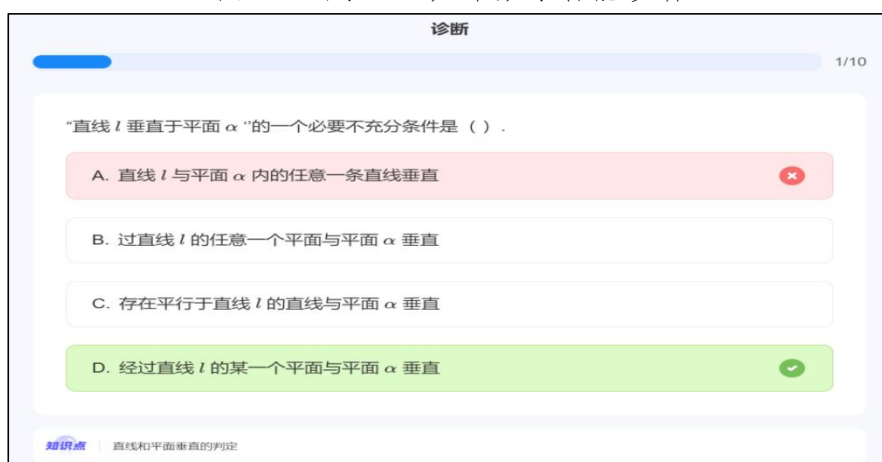 诊断
1/10
“直线 l 垂直于平面 α ”的一个必要不充分条件是（ ）.
A. 直线 l 与平面 α 内的任意一条直线垂直
B. 过直线 l 的任意一个平面与平面 α 垂直
C. 存在平行于直线 l 的直线与平面 α 垂直
D. 经过直线 l 的某一个平面与平面 α 垂直
知识点 直线和平面垂直的判定